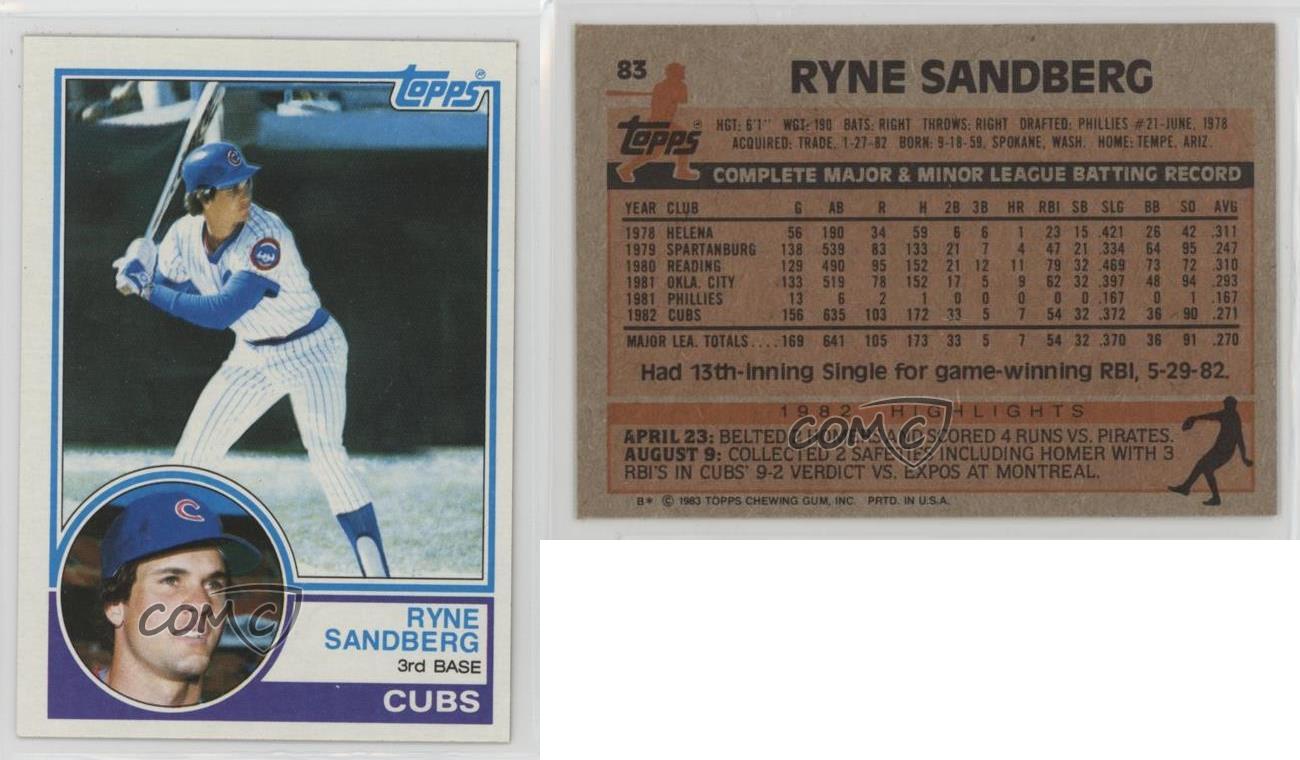 topps®
C
C
COMC
RYNE
SANDBERG
3rd BASE
CUBS
83
RYNE SANDBERG
topps®
HGT: 6'1" WGT: 190 BATS: RIGHT THROWS: RIGHT DRAFTED: PHILLIES #21-JUNE, 1978
ACQUIRED: TRADE, 1-27-82 BORN: 9-18-59, SPOKANE, WASH. HOME: TEMPE, ARIZ.
COMPLETE MAJOR & MINOR LEAGUE BATTING RECORD
YEAR CLUB G AB R H 2B 3B HR RBI SB SLG BB SO AVG
1978 HELENA 56 190 34 59 6 6 1 23 15 .421 26 42 .311
1979 SPARTANBURG 138 539 83 133 21 7 4 47 21 .334 64 95 .247
1980 READING 129 490 95 152 21 12 11 79 32 .469 73 72 .310
1981 OKLA. CITY 133 519 78 152 17 5 9 62 32 .397 48 94 .293
1981 PHILLIES 13 6 2 1 0 0 0 0 0 .167 0 1 .167
1982 CUBS 156 635 103 172 33 5 7 54 32 .372 36 90 .271
MAJOR LEA. TOTALS.... 169 641 105 173 33 5 7 54 32 .370 36 91 .270
Had 13th-Inning Single for game-winning RBI, 5-29-82.
1982 HIGHLIGHTS
COMC
APRIL 23: BELTED AND SCORED 4 RUNS VS. PIRATES.
AUGUST 9: COLLECTED 2 SAFETIES INCLUDING HOMER WITH 3
RBI'S IN CUBS' 9-2 VERDICT VS. EXPOS AT MONTREAL.
B* © 1983 TOPPS CHEWING GUM, INC. PRTD. IN U.S.A.